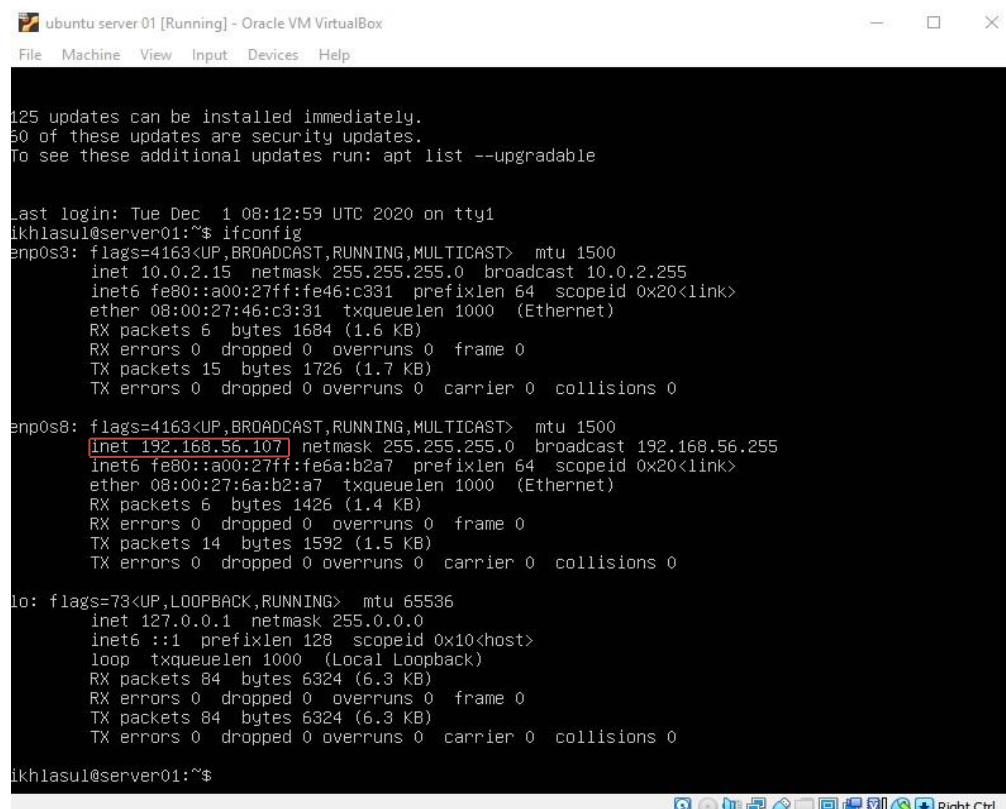 ubuntu server 01 [Running] - Oracle VM VirtualBox
File Machine View Input Devices Help
125 updates can be installed immediately.
60 of these updates are security updates.
To see these additional updates run: apt list --upgradable
Last login: Tue Dec  1 08:12:59 UTC 2020 on tty1
ikhlasul@server01:~$ ifconfig
enp0s3: flags=4163<UP,BROADCAST,RUNNING,MULTICAST>  mtu 1500
inet 10.0.2.15  netmask 255.255.255.0  broadcast 10.0.2.255
inet6 fe80::a00:27ff:fe46:c331  prefixlen 64  scopeid 0x20<link>
ether 08:00:27:46:c3:31  txqueuelen 1000  (Ethernet)
RX packets 6  bytes 1684 (1.6 KB)
RX errors 0  dropped 0  overruns 0  frame 0
TX packets 15  bytes 1726 (1.7 KB)
TX errors 0  dropped 0 overruns 0  carrier 0  collisions 0
enp0s8: flags=4163<UP,BROADCAST,RUNNING,MULTICAST>  mtu 1500
inet 192.168.56.107  netmask 255.255.255.0  broadcast 192.168.56.255
inet6 fe80::a00:27ff:fe6a:b2a7  prefixlen 64  scopeid 0x20<link>
ether 08:00:27:6a:b2:a7  txqueuelen 1000  (Ethernet)
RX packets 6  bytes 1426 (1.4 KB)
RX errors 0  dropped 0  overruns 0  frame 0
TX packets 14  bytes 1592 (1.5 KB)
TX errors 0  dropped 0 overruns 0  carrier 0  collisions 0
lo: flags=73<UP,LOOPBACK,RUNNING>  mtu 65536
inet 127.0.0.1  netmask 255.0.0.0
inet6 ::1  prefixlen 128  scopeid 0x10<host>
loop  txqueuelen 1000  (Local Loopback)
RX packets 84  bytes 6324 (6.3 KB)
RX errors 0  dropped 0  overruns 0  frame 0
TX packets 84  bytes 6324 (6.3 KB)
TX errors 0  dropped 0 overruns 0  carrier 0  collisions 0
ikhlasul@server01:~$
Right Ctrl